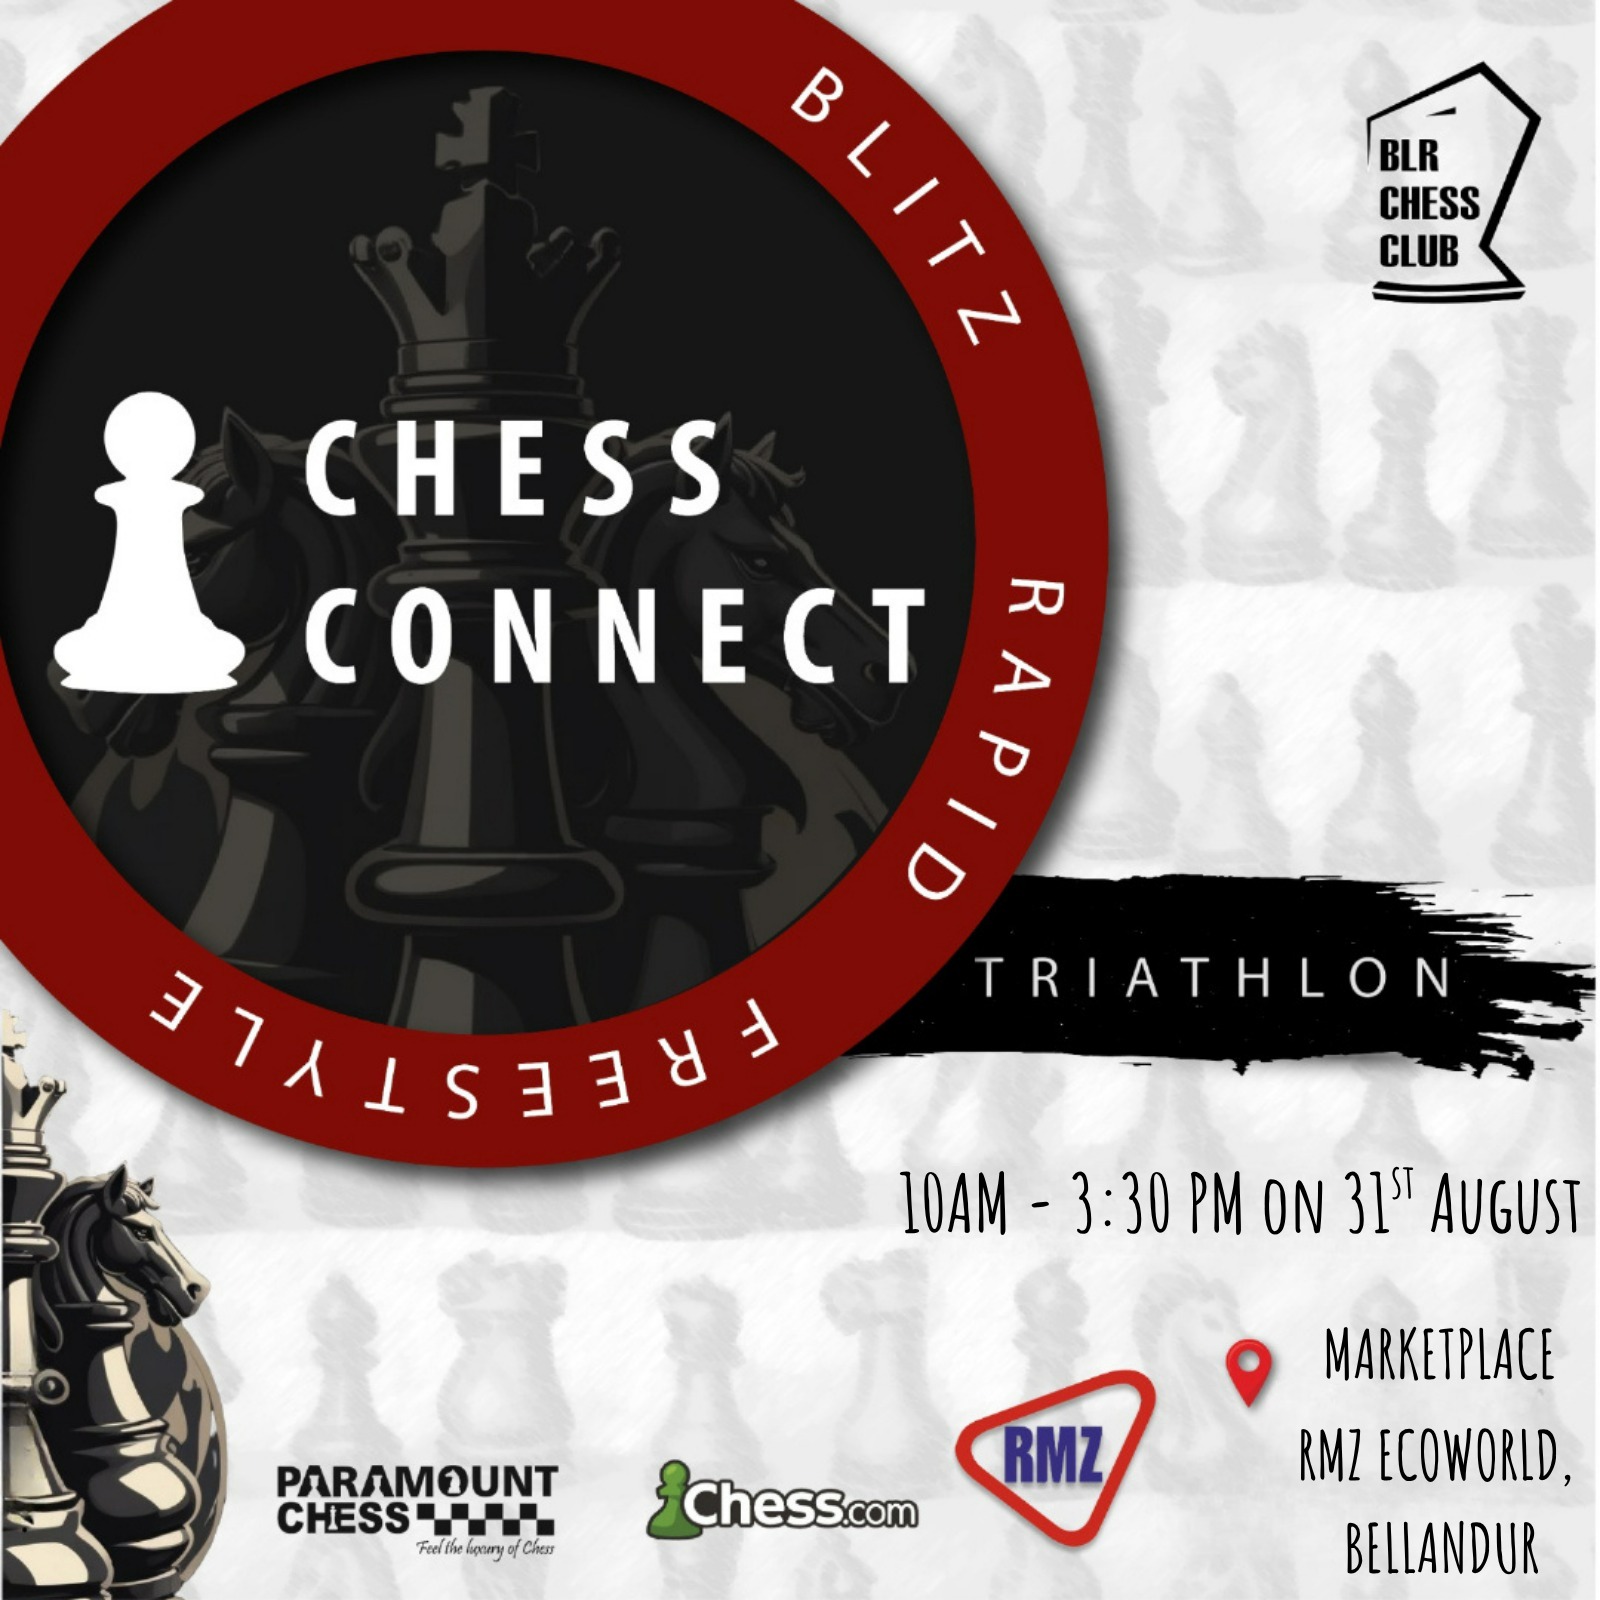 BLITZ
RAPID
FREESTYLE
BLR
CHESS
CLUB
CHESS
CONNECT
TRIATHLON
10AM - 3:30 PM ON 31ST AUGUST
MARKETPLACE
RMZ ECOWORLD,
BELLANDUR
PARAMOUNT
CHESS
Feel the luxury of Chess
Chess.com
RMZ